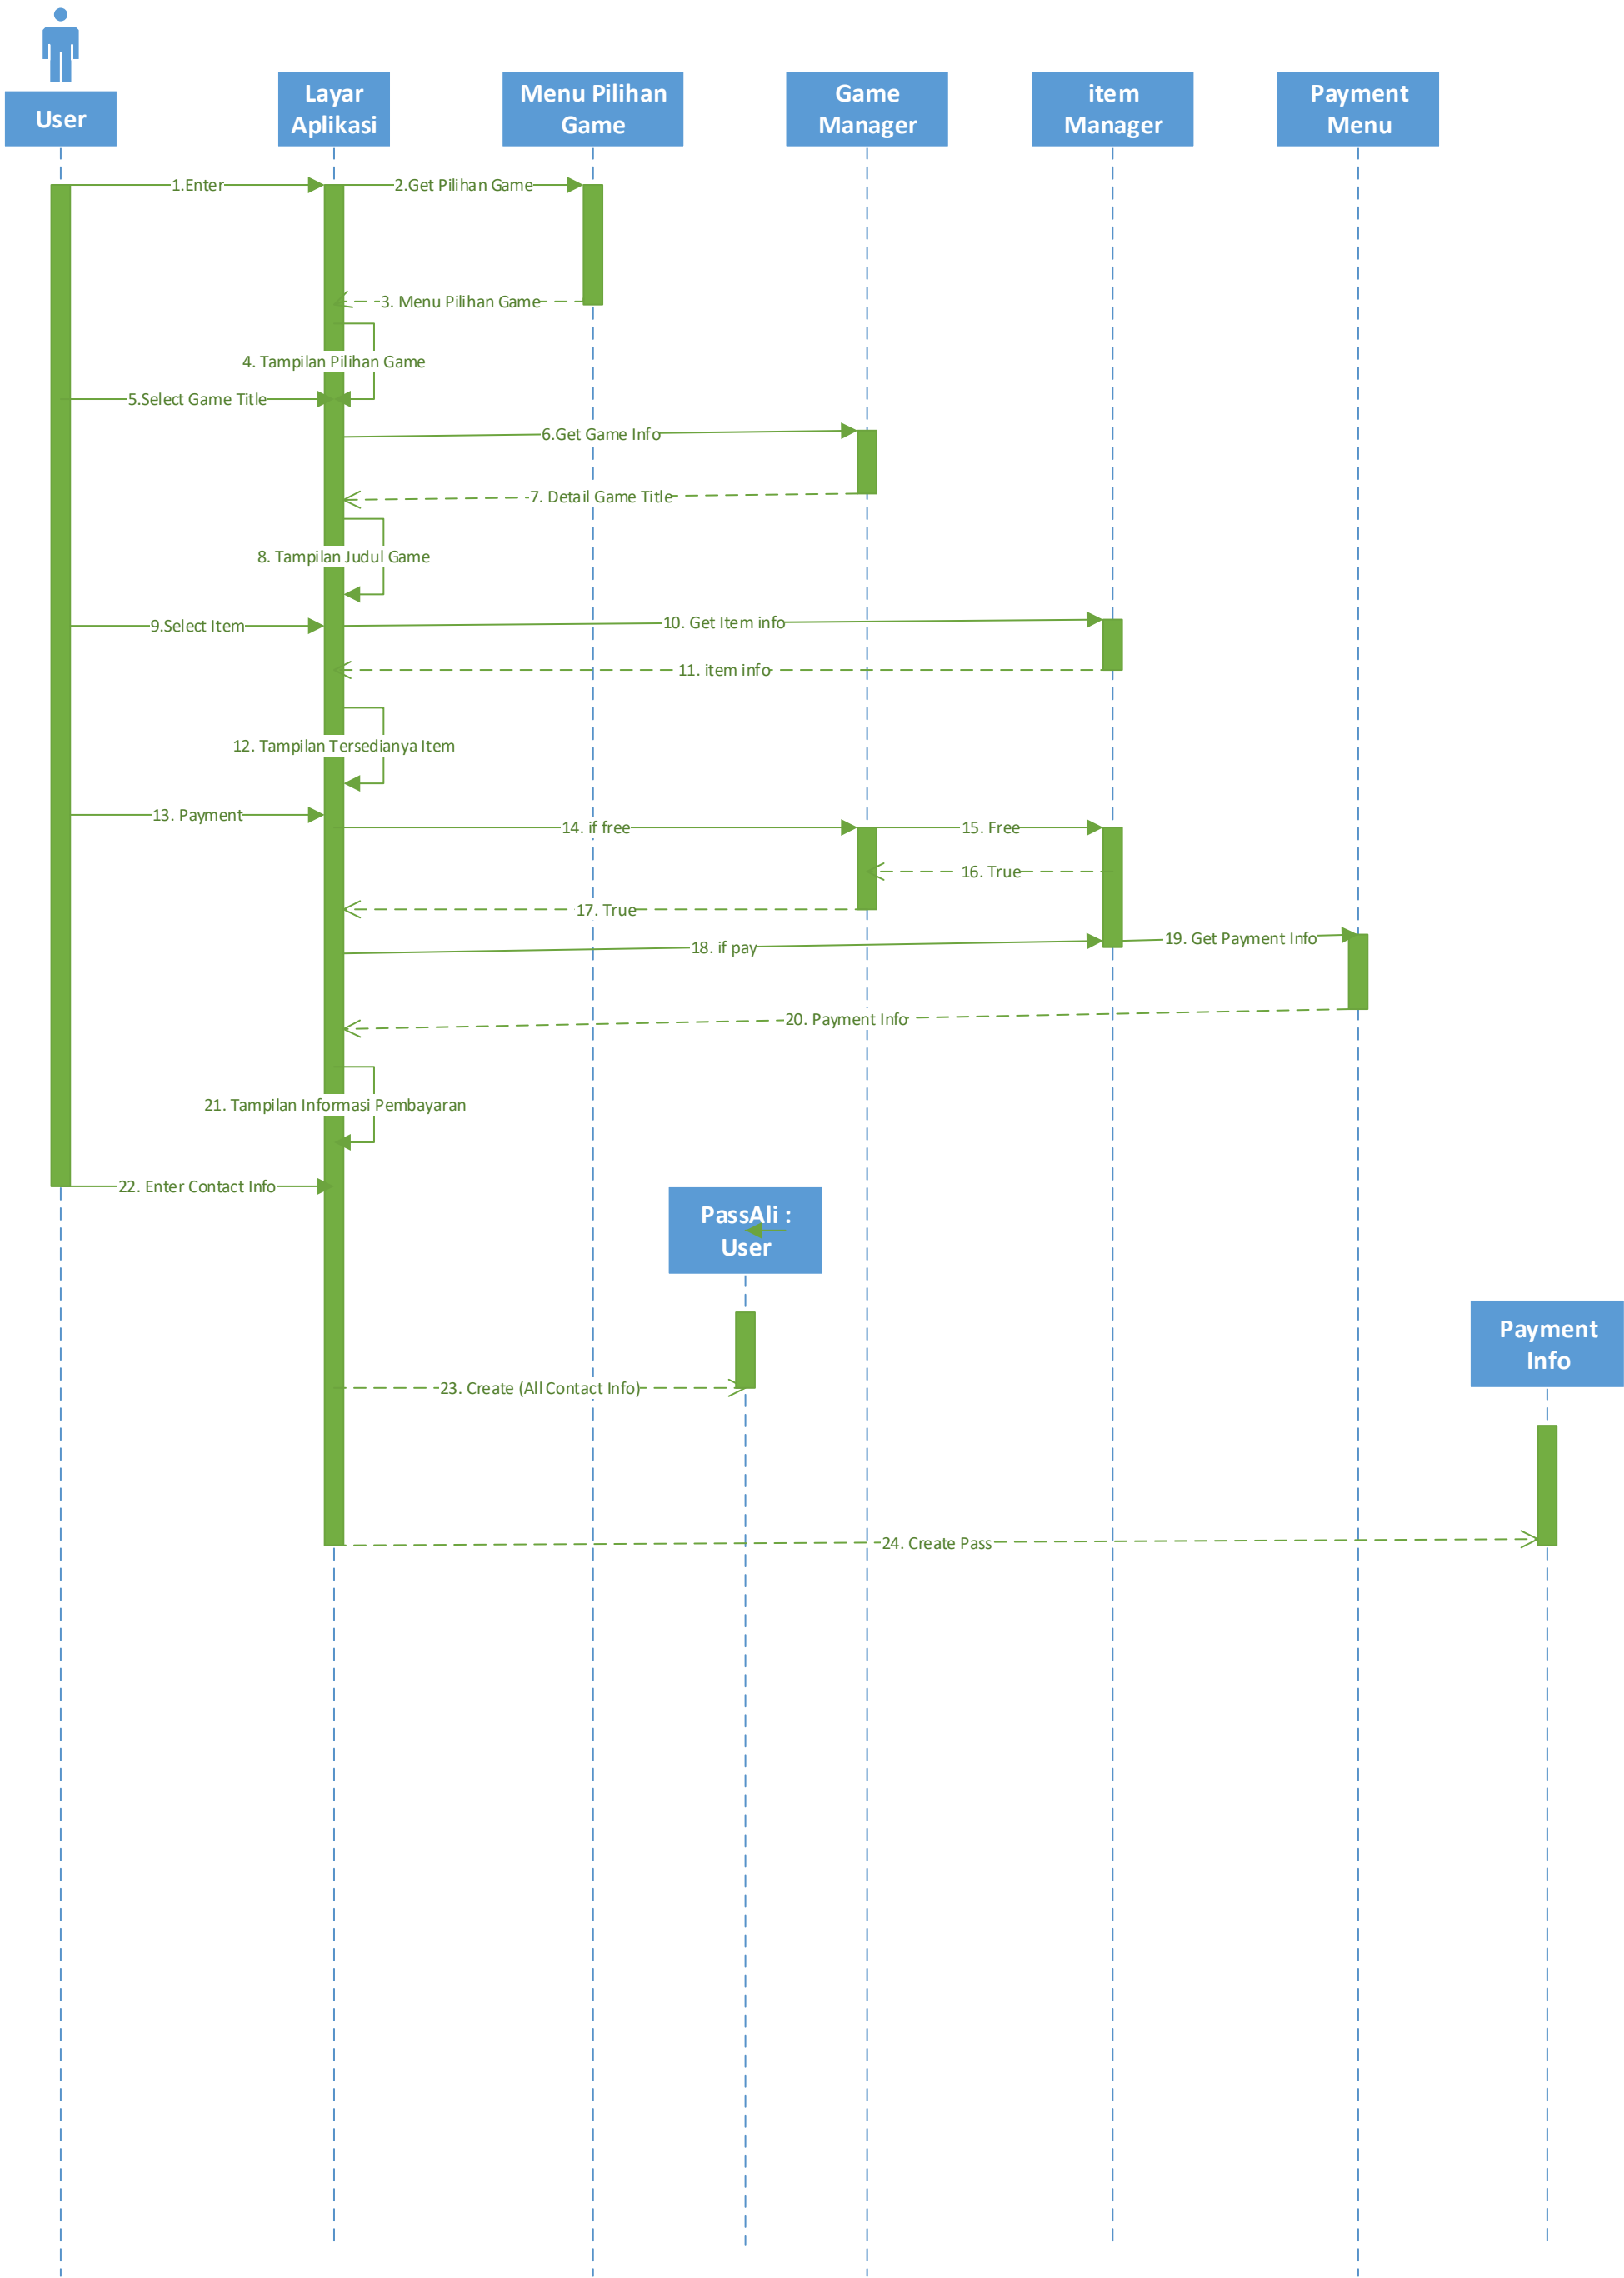 User
Layar
Aplikasi
Menu Pilihan
Game
Game
Manager
item
Manager
Payment
Menu
1.Enter
2.Get Pilihan Game
3. Menu Pilihan Game
4. Tampilan Pilihan Game
5.Select Game Title
6.Get Game Info
7. Detail Game Title
8. Tampilan Judul Game
9.Select Item
10. Get Item info
11. item info
12. Tampilan Tersedianya Item
13. Payment
14. if free
15. Free
16. True
17. True
18. if pay
19. Get Payment Info
20. Payment Info
21. Tampilan Informasi Pembayaran
22. Enter Contact Info
PassAli :
User
Payment
Info
23. Create (All Contact Info)
24. Create Pass